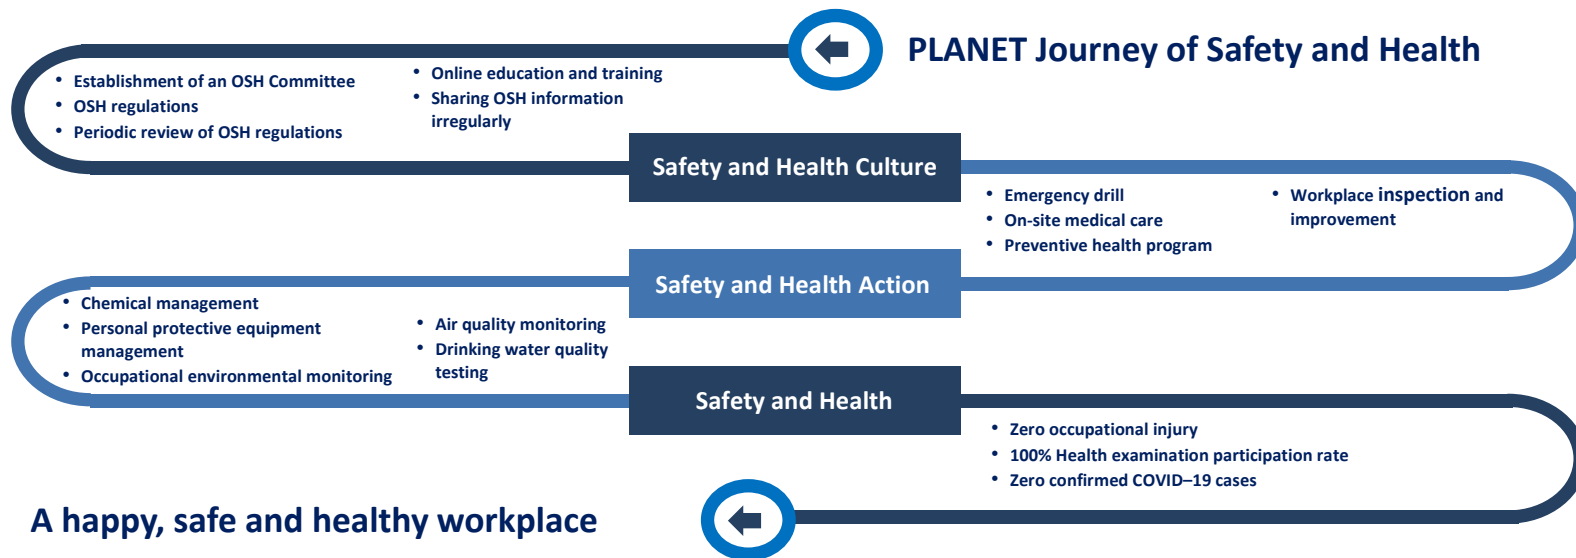 PLANET Journey of Safety and Health
• Establishment of an OSH Committee
• OSH regulations
• Periodic review of OSH regulations
• Online education and training
• Sharing OSH information
irregularly
Safety and Health Culture
• Emergency drill
• On-site medical care
• Preventive health program
• Workplace inspection and
improvement
Safety and Health Action
• Chemical management
• Personal protective equipment
management
• Occupational environmental monitoring
• Air quality monitoring
• Drinking water quality
testing
Safety and Health
• Zero occupational injury
• 100% Health examination participation rate
• Zero confirmed COVID–19 cases
A happy, safe and healthy workplace